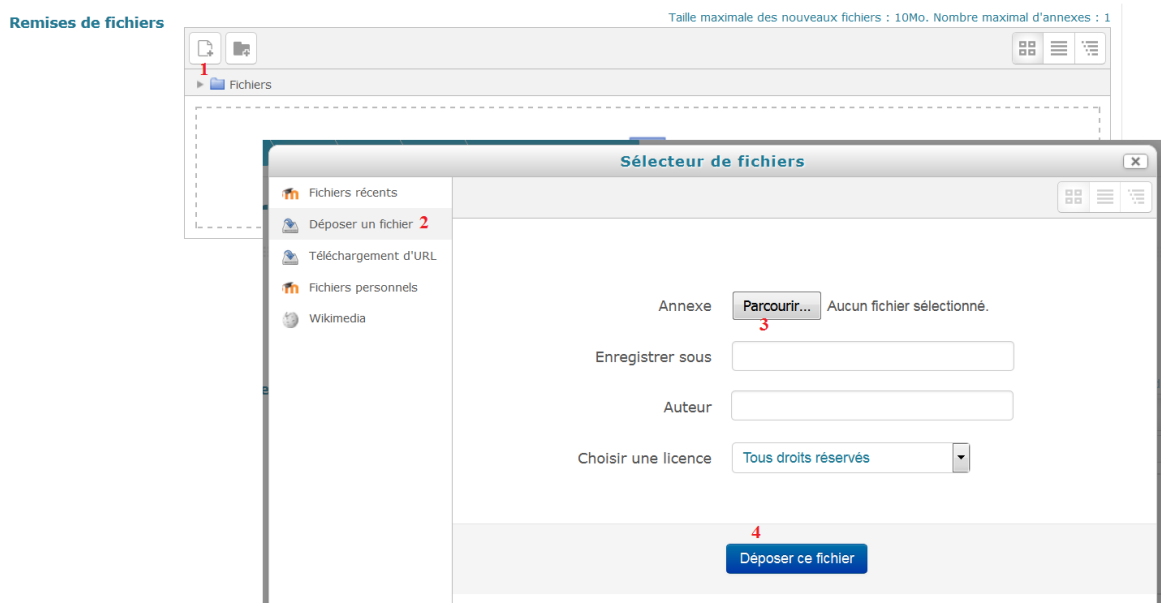 Taille maximale des nouveaux fichiers : 10Mo. Nombre maximal d'annexes : 1
Remises de fichiers
1
Fichiers
Sélecteur de fichiers
Fichiers récents
Déposer un fichier 2
Téléchargement d'URL
Fichiers personnels
Wikimedia
Annexe Parcourir... Aucun fichier sélectionné.
3
Enregistrer sous
Auteur
Choisir une licence Tous droits réservés
4
Déposer ce fichier